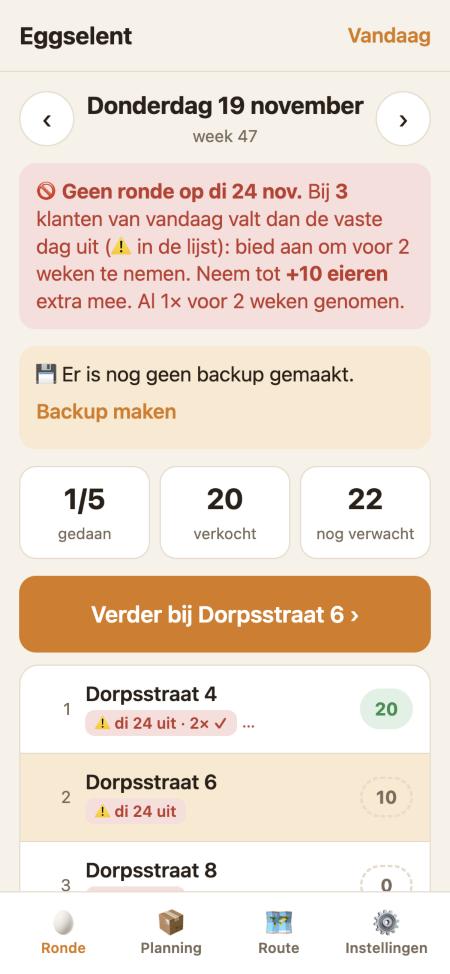 Eggselent
Vandaag
‹
Donderdag 19 november
›
week 47
🚫 Geen ronde op di 24 nov. Bij 3
klanten van vandaag valt dan de vaste
dag uit (⚠️ in de lijst): bied aan om voor 2
weken te nemen. Neem tot +10 eieren
extra mee. Al 1× voor 2 weken genomen.
💾 Er is nog geen backup gemaakt.
Backup maken
1/5
gedaan
20
verkocht
22
nog verwacht
Verder bij Dorpsstraat 6 ›
1
Dorpsstraat 4
⚠️ di 24 uit · 2× ✓ ...
20
2
Dorpsstraat 6
⚠️ di 24 uit
10
3
Dorpsstraat 8
0
Ronde
Planning
Route
Instellingen